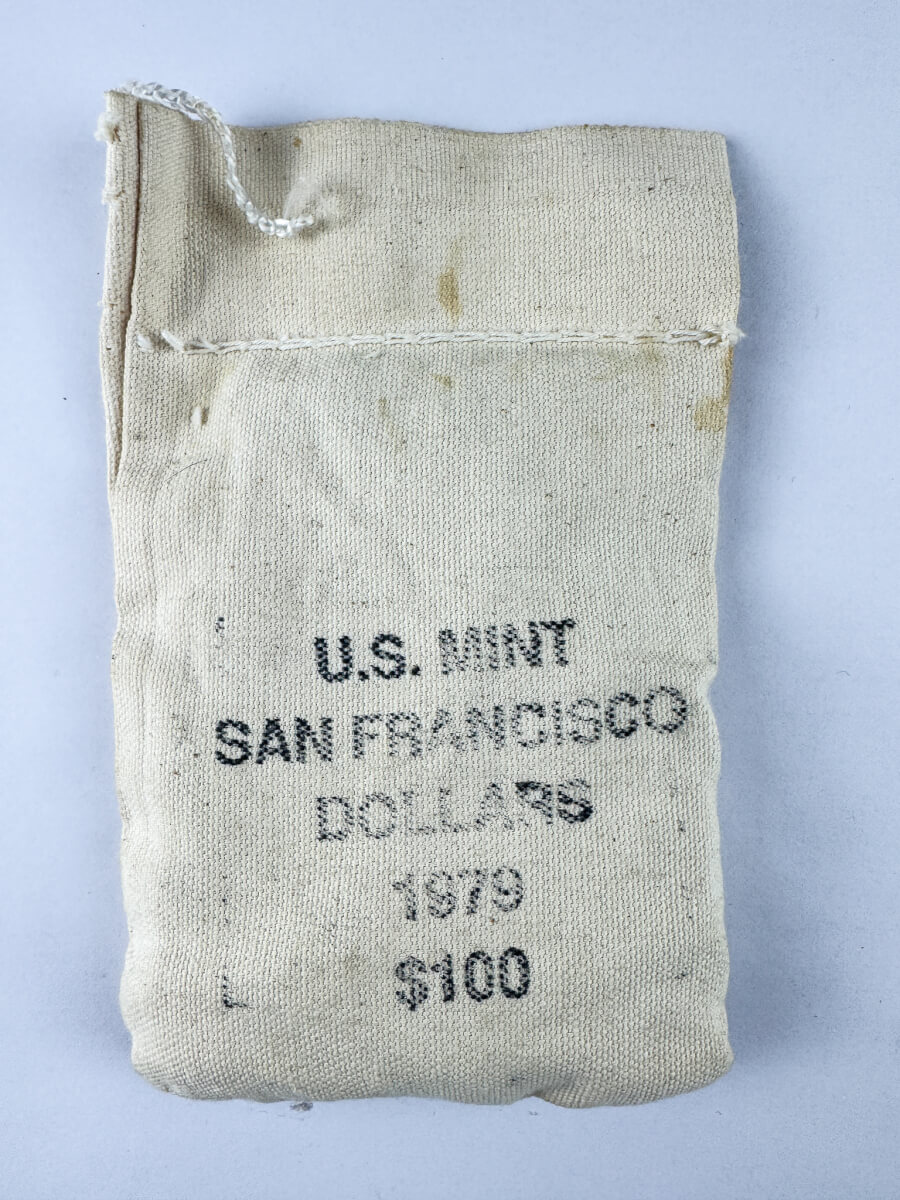 U.S. MINT
SAN FRANCISCO
DOLLARS
1979
$100